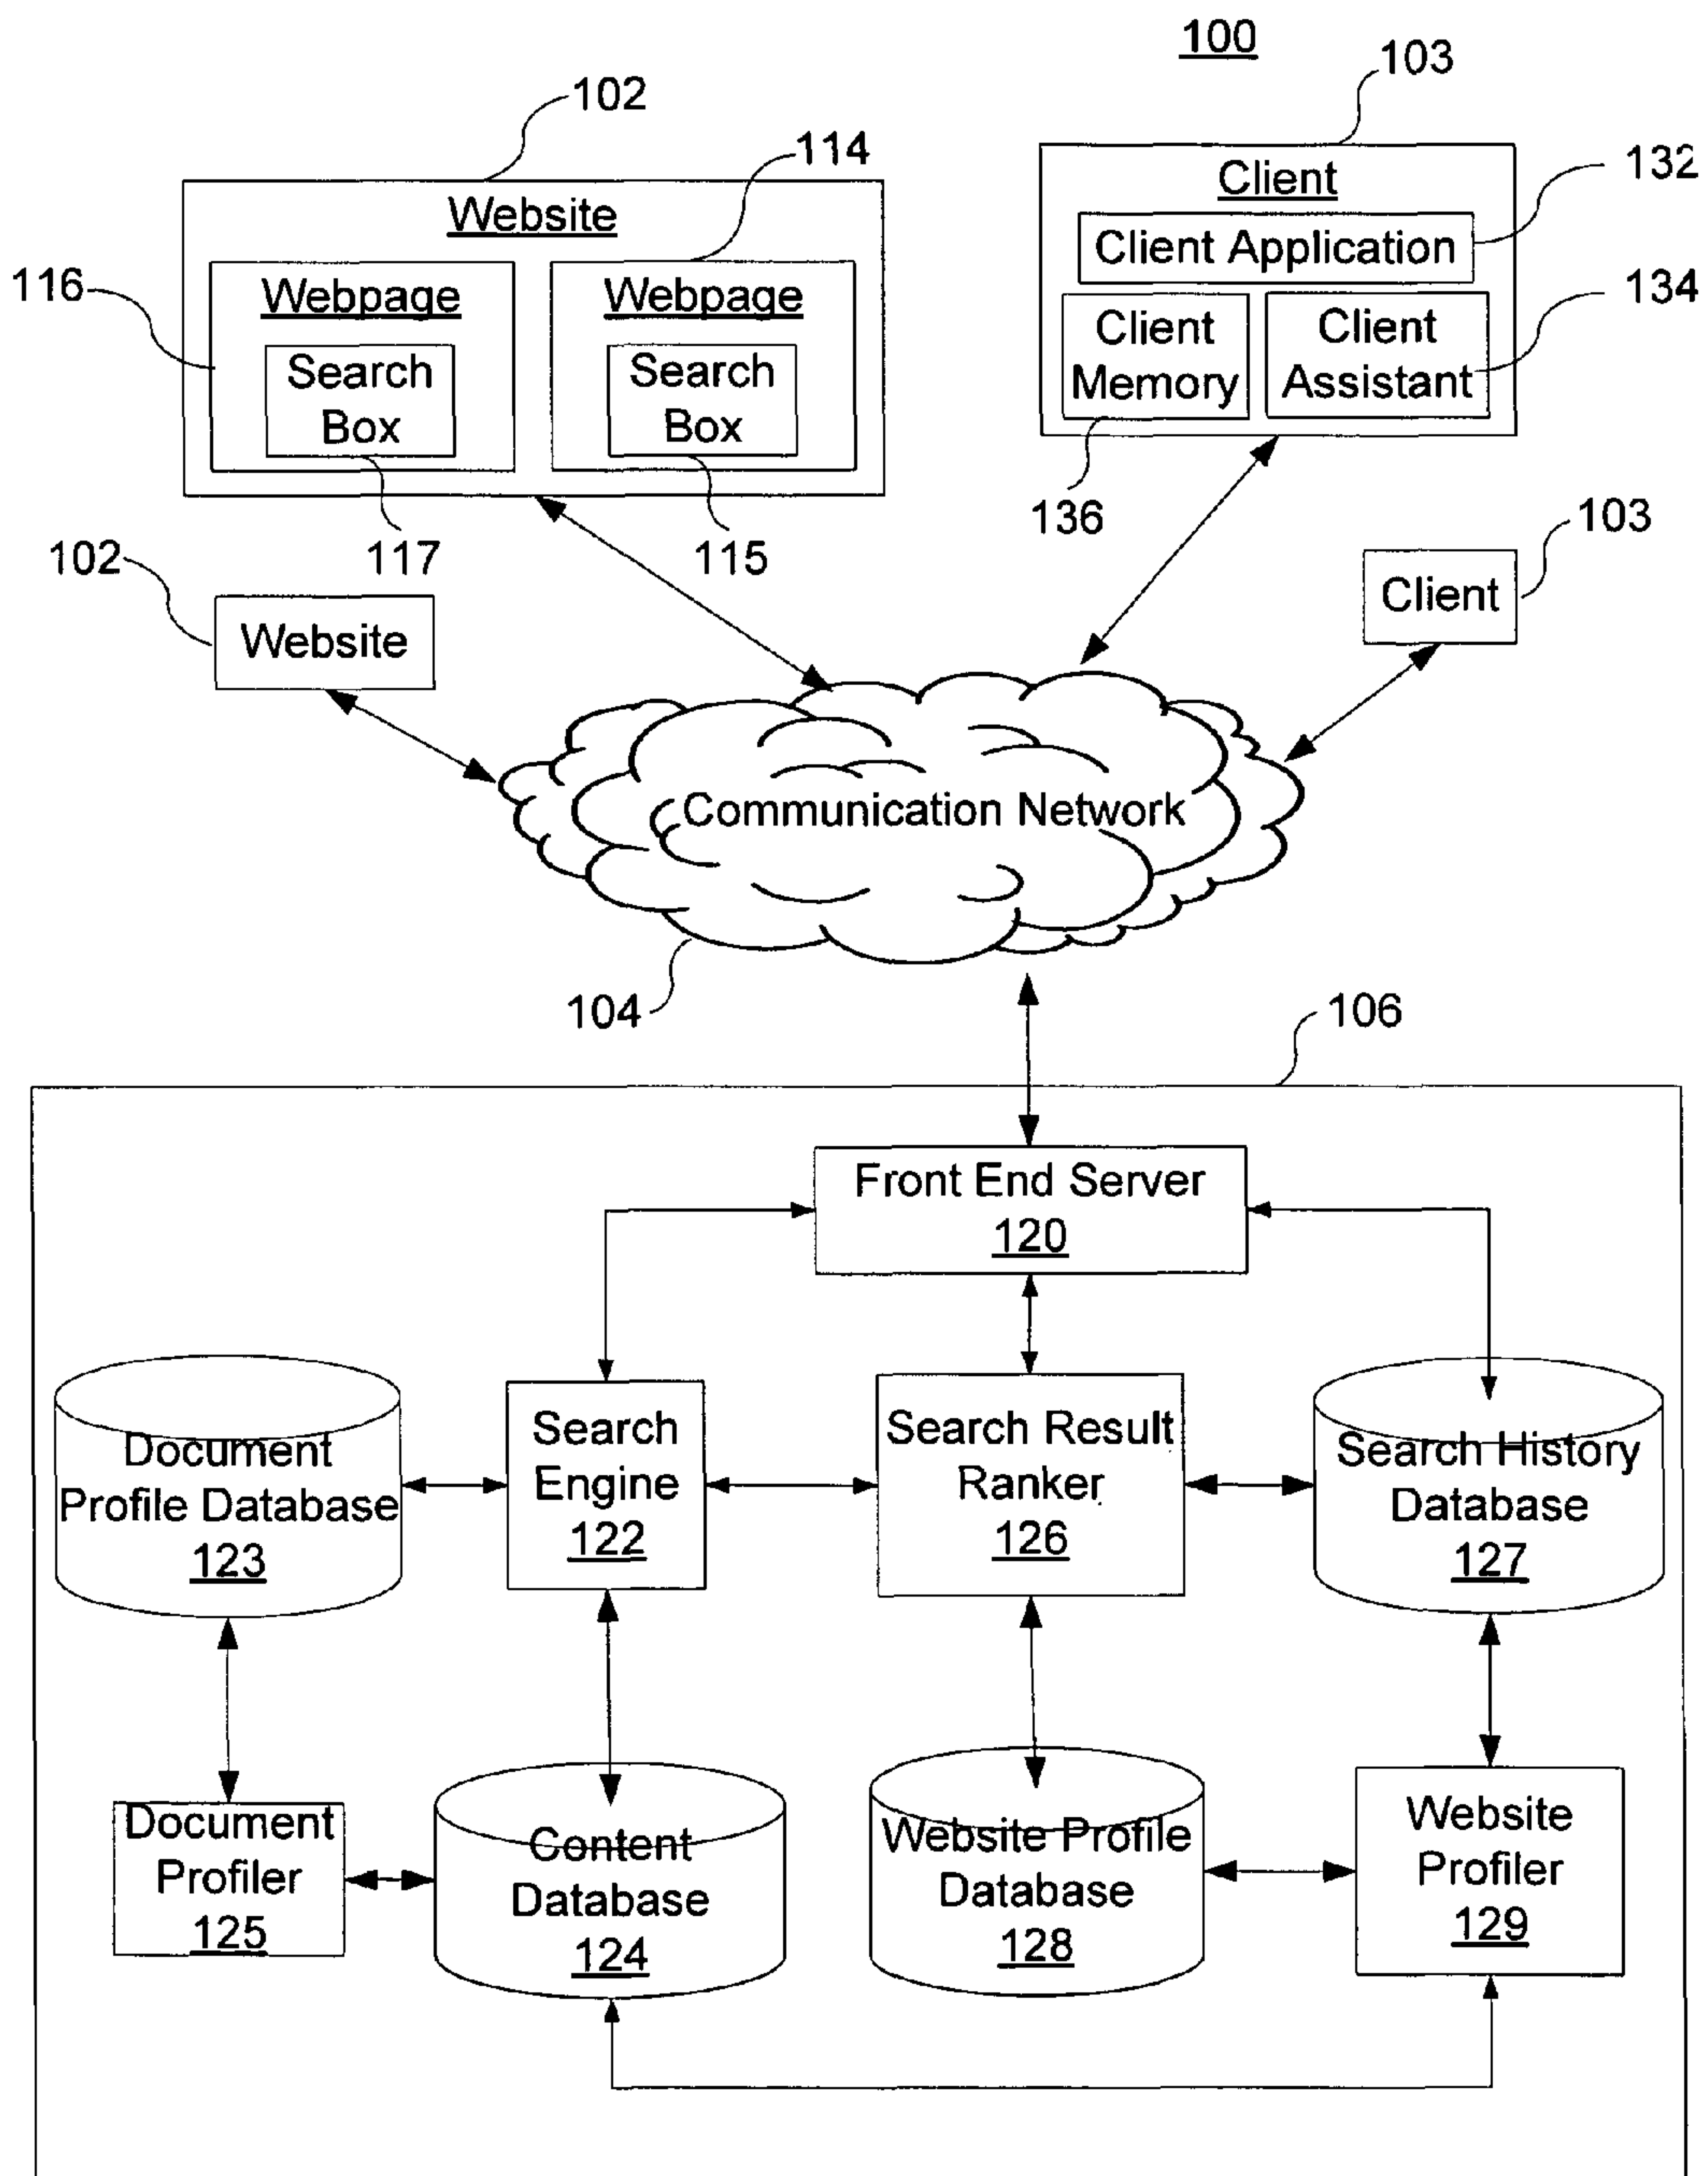 100
102
103
114
132
Website
Client
Client Application
116
Webpage
Webpage
134
Client
Memory
Client
Assistant
Search
Box
Search
Box
136
103
117
115
102
Client
Website
Communication Network
104
106
Front End Server
120
Document
Profile Database
123
Search
Engine
122
Search Result
Ranker
126
Search History
Database
127
Document
Profiler
125
Content
Database
124
Website Profile
Database
128
Website
Profiler
129